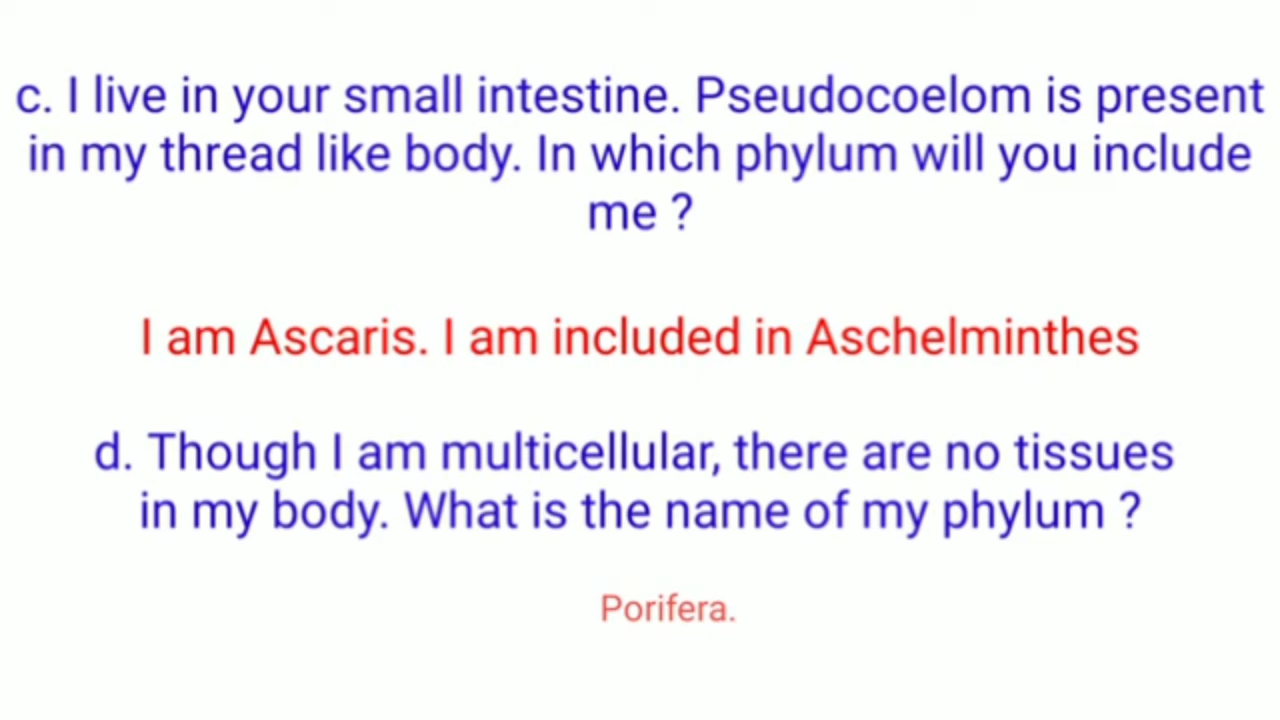 c. I live in your small intestine. Pseudocoelom is present
in my thread like body. In which phylum will you include
me ?
I am Ascaris. I am included in Aschelminthes
d. Though I am multicellular, there are no tissues
in my body. What is the name of my phylum ?
Porifera.